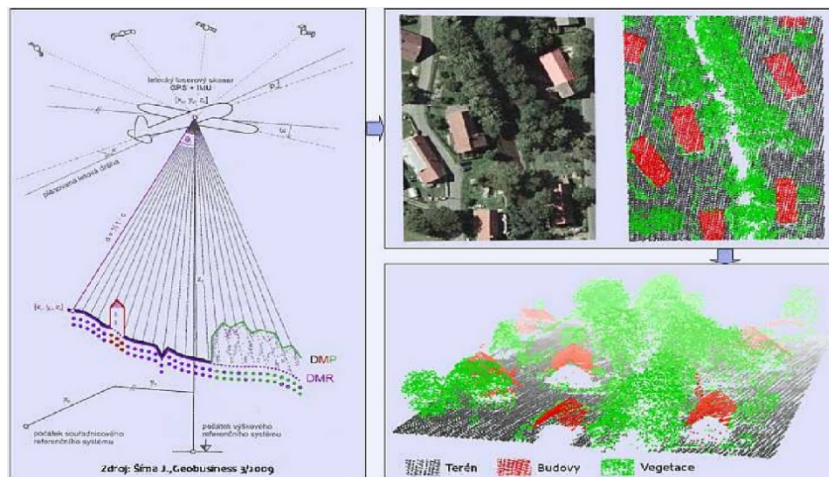 letecký laserový skener
GPS + IMU
plánovaná letová dráha
DMP
DMR
počátek souřadnicového
referenčního systému
počátek výškového
referenčního systému
Zdroj: Šíma J.,Geobusiness 3/2009
Terén
Budovy
Vegetace